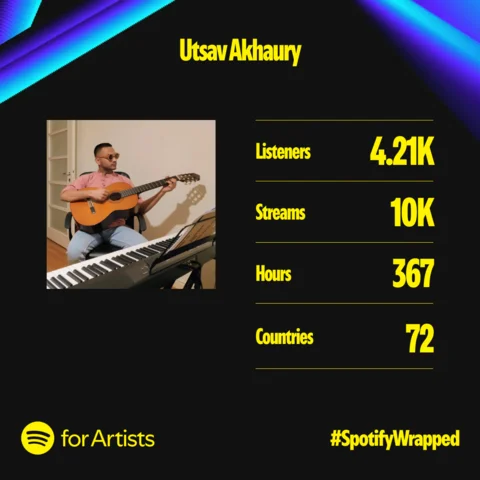 Utsav Akhaury
Listeners 4.21K
Streams 10K
Hours 367
Countries 72
for Artists
#SpotifyWrapped